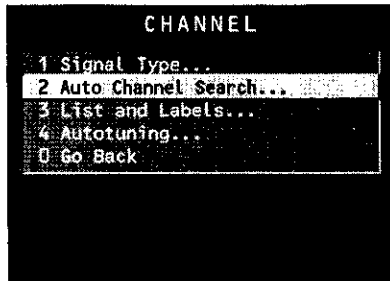 CHANNEL
1 Signal Type...
2 Auto Channel Search...
3 List and Labels...
4 Autotuning...
0 Go Back